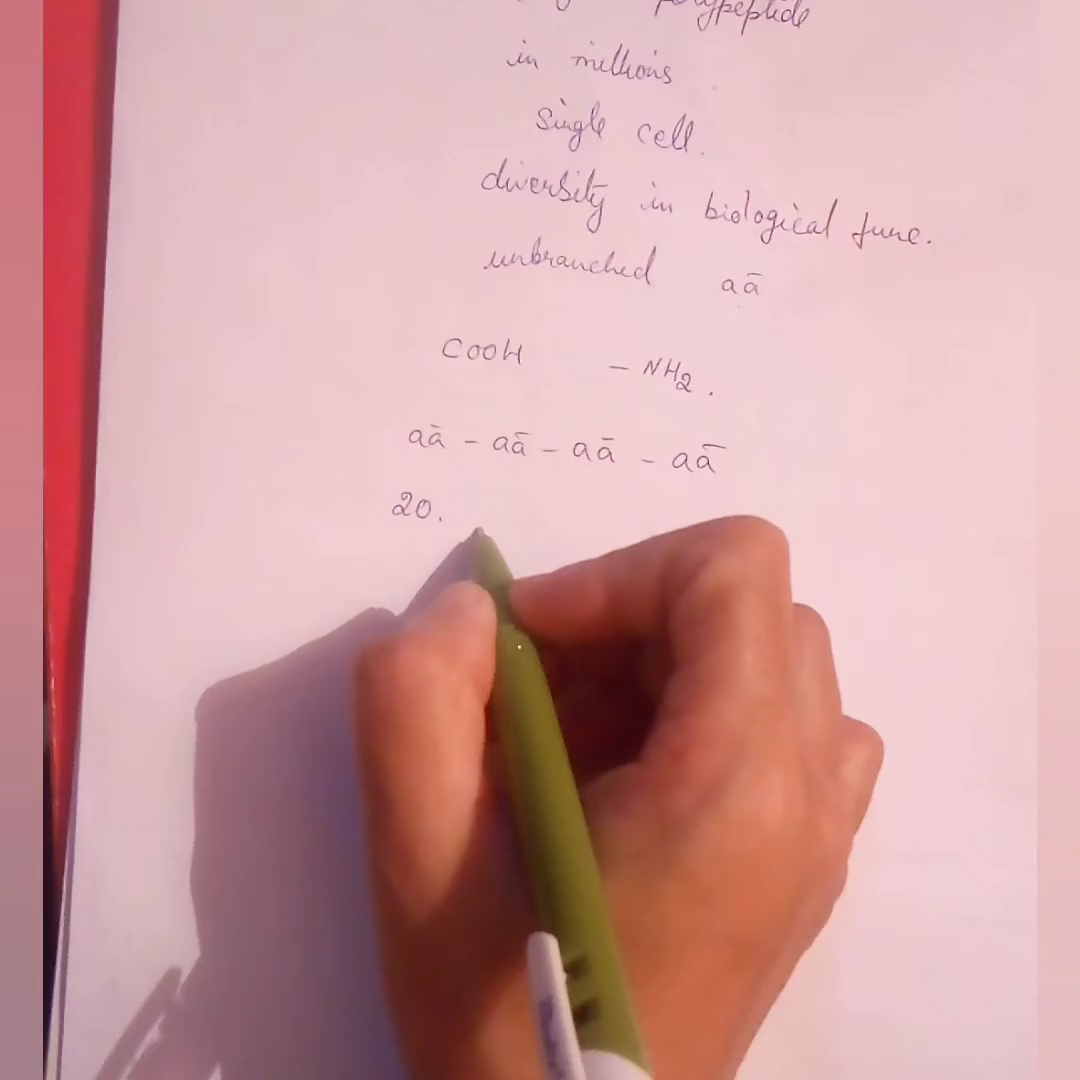 polypeptide
in millions
single cell.
diversity in biological func.
unbranched aā
COOH – NH2.
aā – aā – aā – aā
20.